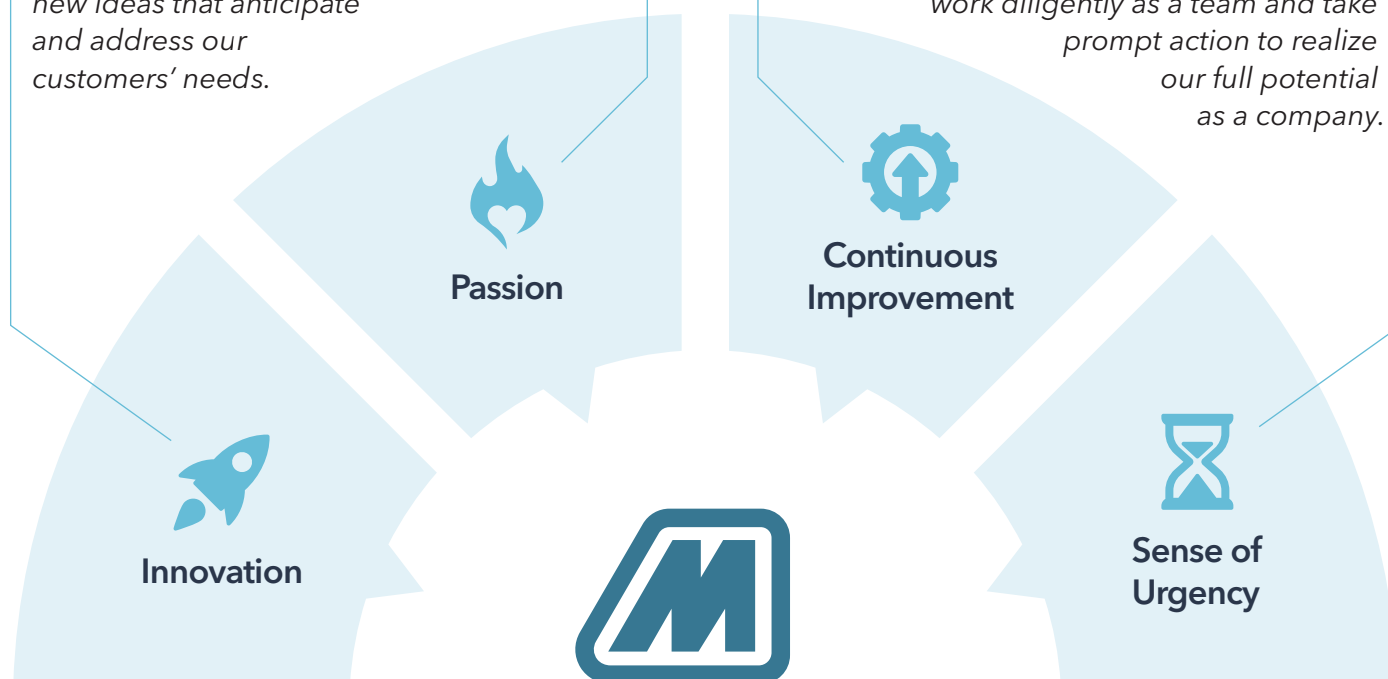 new ideas that anticipate
and address our
customers’ needs.
work diligently as a team and take
prompt action to realize
our full potential
as a company.
Passion
Continuous
Improvement
Innovation
Sense of
Urgency
M